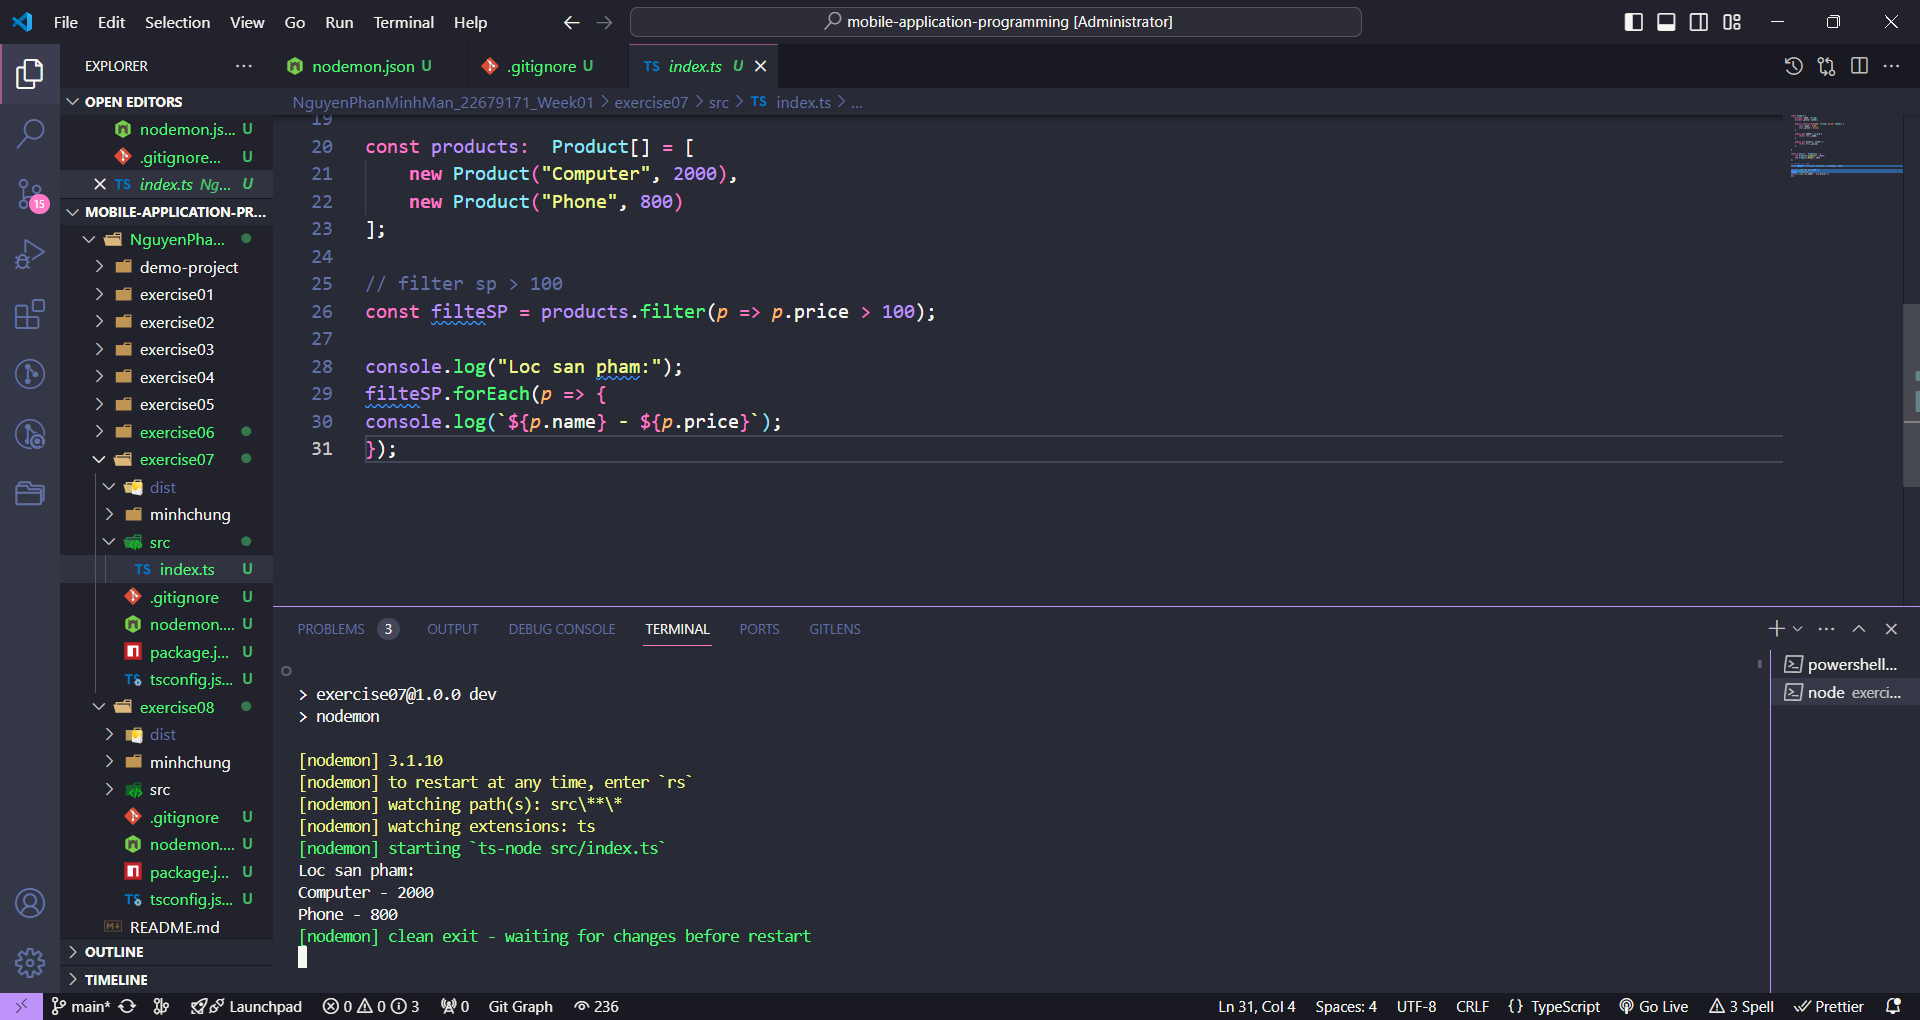 File Edit Selection View Go Run Terminal Help
mobile-application-programming [Administrator]
EXPLORER
nodemon.json U
.gitignore U
TS index.ts U
OPEN EDITORS
nodemon.js... U
.gitignore... U
TS index.ts Ng... U
MOBILE-APPLICATION-PR...
NguyenPha...
demo-project
exercise01
exercise02
exercise03
exercise04
exercise05
exercise06
exercise07
dist
minhchung
src
TS index.ts U
.gitignore U
nodemon.... U
package.j... U
TS tsconfig.js... U
exercise08
dist
minhchung
src
.gitignore U
nodemon.... U
package.j... U
TS tsconfig.js... U
README.md
OUTLINE
TIMELINE
15
NguyenPhanMinhMan_22679171_Week01 > exercise07 > src > TS index.ts > ...
19
20 const products:  Product[] = [
21     new Product("Computer", 2000),
22     new Product("Phone", 800)
23 ];
24
25 // filter sp > 100
26 const filteSP = products.filter(p => p.price > 100);
27
28 console.log("Loc san pham:");
29 filteSP.forEach(p => {
30 console.log(`${p.name} - ${p.price}`);
31 });
PROBLEMS 3 OUTPUT DEBUG CONSOLE TERMINAL PORTS GITLENS
> exercise07@1.0.0 dev
> nodemon
[nodemon] 3.1.10
[nodemon] to restart at any time, enter `rs`
[nodemon] watching path(s): src\**\*
[nodemon] watching extensions: ts
[nodemon] starting `ts-node src/index.ts`
Loc san pham:
Computer - 2000
Phone - 800
[nodemon] clean exit - waiting for changes before restart
powershell...
node exerci...
main* Launchpad 0 0 3 0 Git Graph 236 Ln 31, Col 4 Spaces: 4 UTF-8 CRLF {} TypeScript Go Live 3 Spell Prettier